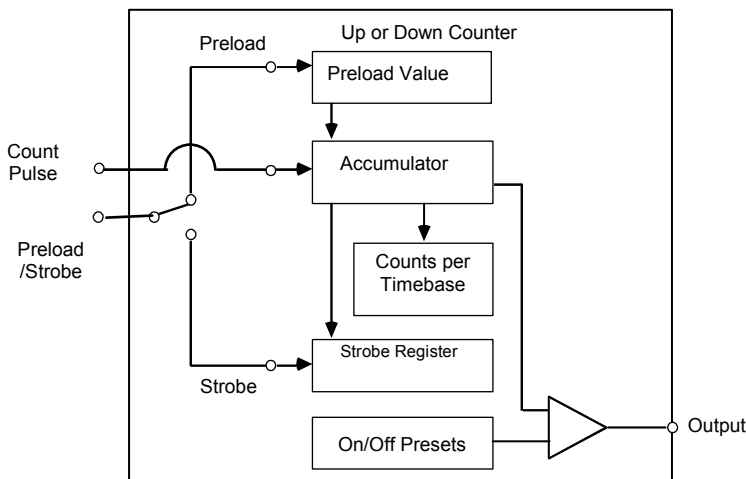 Up or Down Counter
Preload
Preload Value
Count
Pulse
Accumulator
Preload
/Strobe
Counts per
Timebase
Strobe Register
Strobe
On/Off Presets
Output